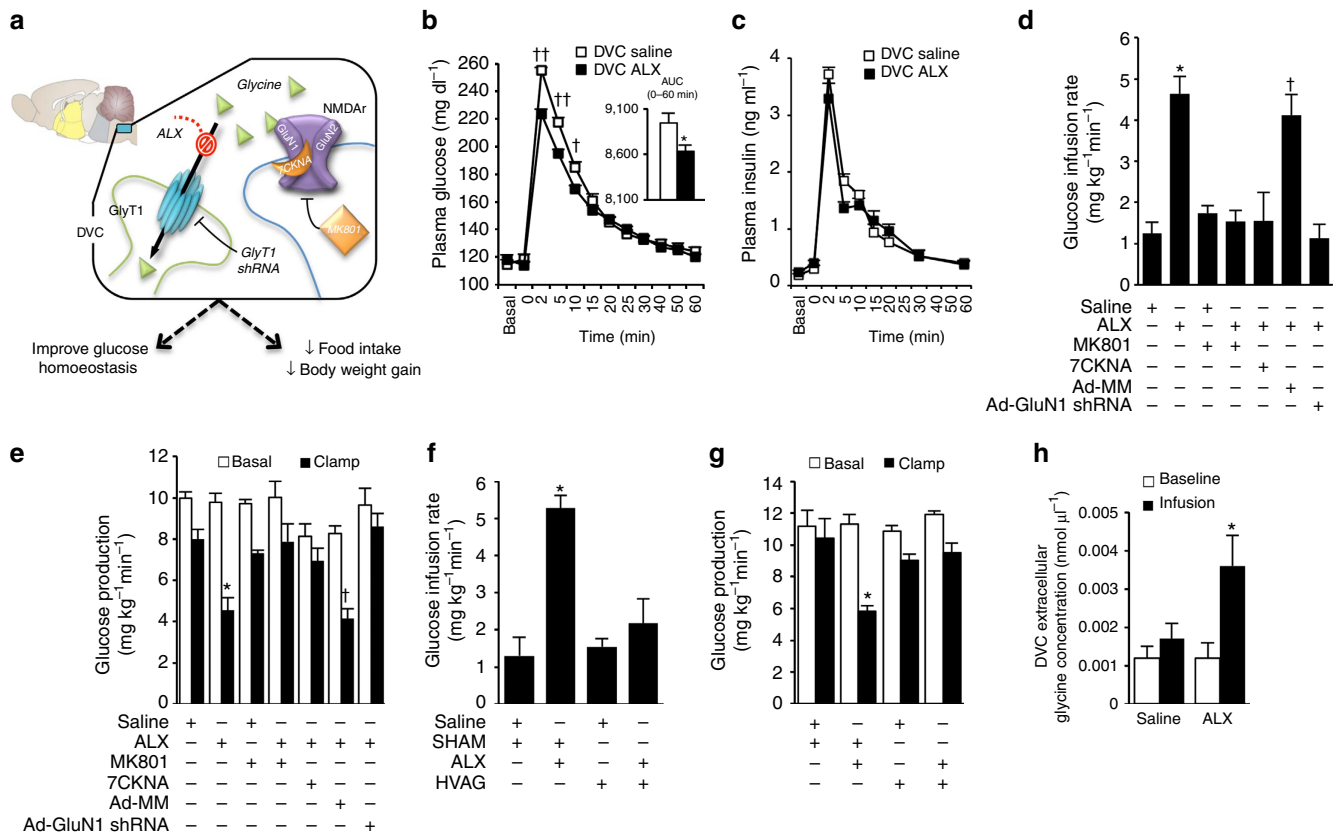 a
Glycine
NMDAr
ALX
GluN1
GluN2
7CKNA
GlyT1
DVC
MK801
GlyT1
shRNA
Improve glucose
homoeostasis
↓ Food intake
↓ Body weight gain
b
DVC saline
DVC ALX
AUC
(0–60 min)
9,100
8,600
8,100
*
††
††
†
Plasma glucose (mg dl⁻¹)
260
240
220
200
180
160
140
120
100
Basal 0 2 5 10 15 20 25 30 40 50 60
Time (min)
c
DVC saline
DVC ALX
Plasma insulin (ng ml⁻¹)
4
3
2
1
0
Basal 0 2 5 10 15 20 25 30 40 50 60
Time (min)
d
Glucose infusion rate
(mg kg⁻¹min⁻¹)
6
5
4
3
2
1
0
* †
Saline + – + – – – –
ALX – + – + + + +
MK801 – – + + – – –
7CKNA – – – – + – –
Ad-MM – – – – – + –
Ad-GluN1 shRNA – – – – – – +
e
Basal Clamp
Glucose production
(mg kg⁻¹min⁻¹)
12
10
8
6
4
2
0
* †
Saline + – + – – – –
ALX – + – + + + +
MK801 – – + + – – –
7CKNA – – – – + – –
Ad-MM – – – – – + –
Ad-GluN1 shRNA – – – – – – +
f
Glucose infusion rate
(mg kg⁻¹min⁻¹)
6
5
4
3
2
1
0
*
Saline + – + –
SHAM + + – –
ALX – + – +
HVAG – – + +
g
Basal Clamp
Glucose production
(mg kg⁻¹min⁻¹)
14
12
10
8
6
4
2
0
*
+ – + –
+ + – –
– + – +
– – + +
h
Baseline
Infusion
DVC extracellular
glycine concentration (nmol µl⁻¹)
0.005
0.004
0.003
0.002
0.001
0
*
Saline ALX